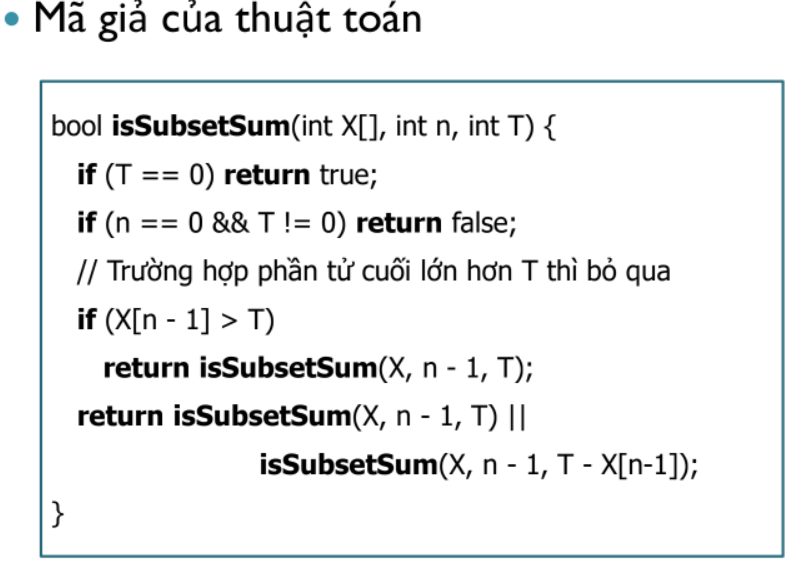 • Mã giả của thuật toán
bool isSubsetSum(int X[], int n, int T) {
if (T == 0) return true;
if (n == 0 && T != 0) return false;
// Trường hợp phần tử cuối lớn hơn T thì bỏ qua
if (X[n - 1] > T)
return isSubsetSum(X, n - 1, T);
return isSubsetSum(X, n - 1, T) ||
isSubsetSum(X, n - 1, T - X[n-1]);
}